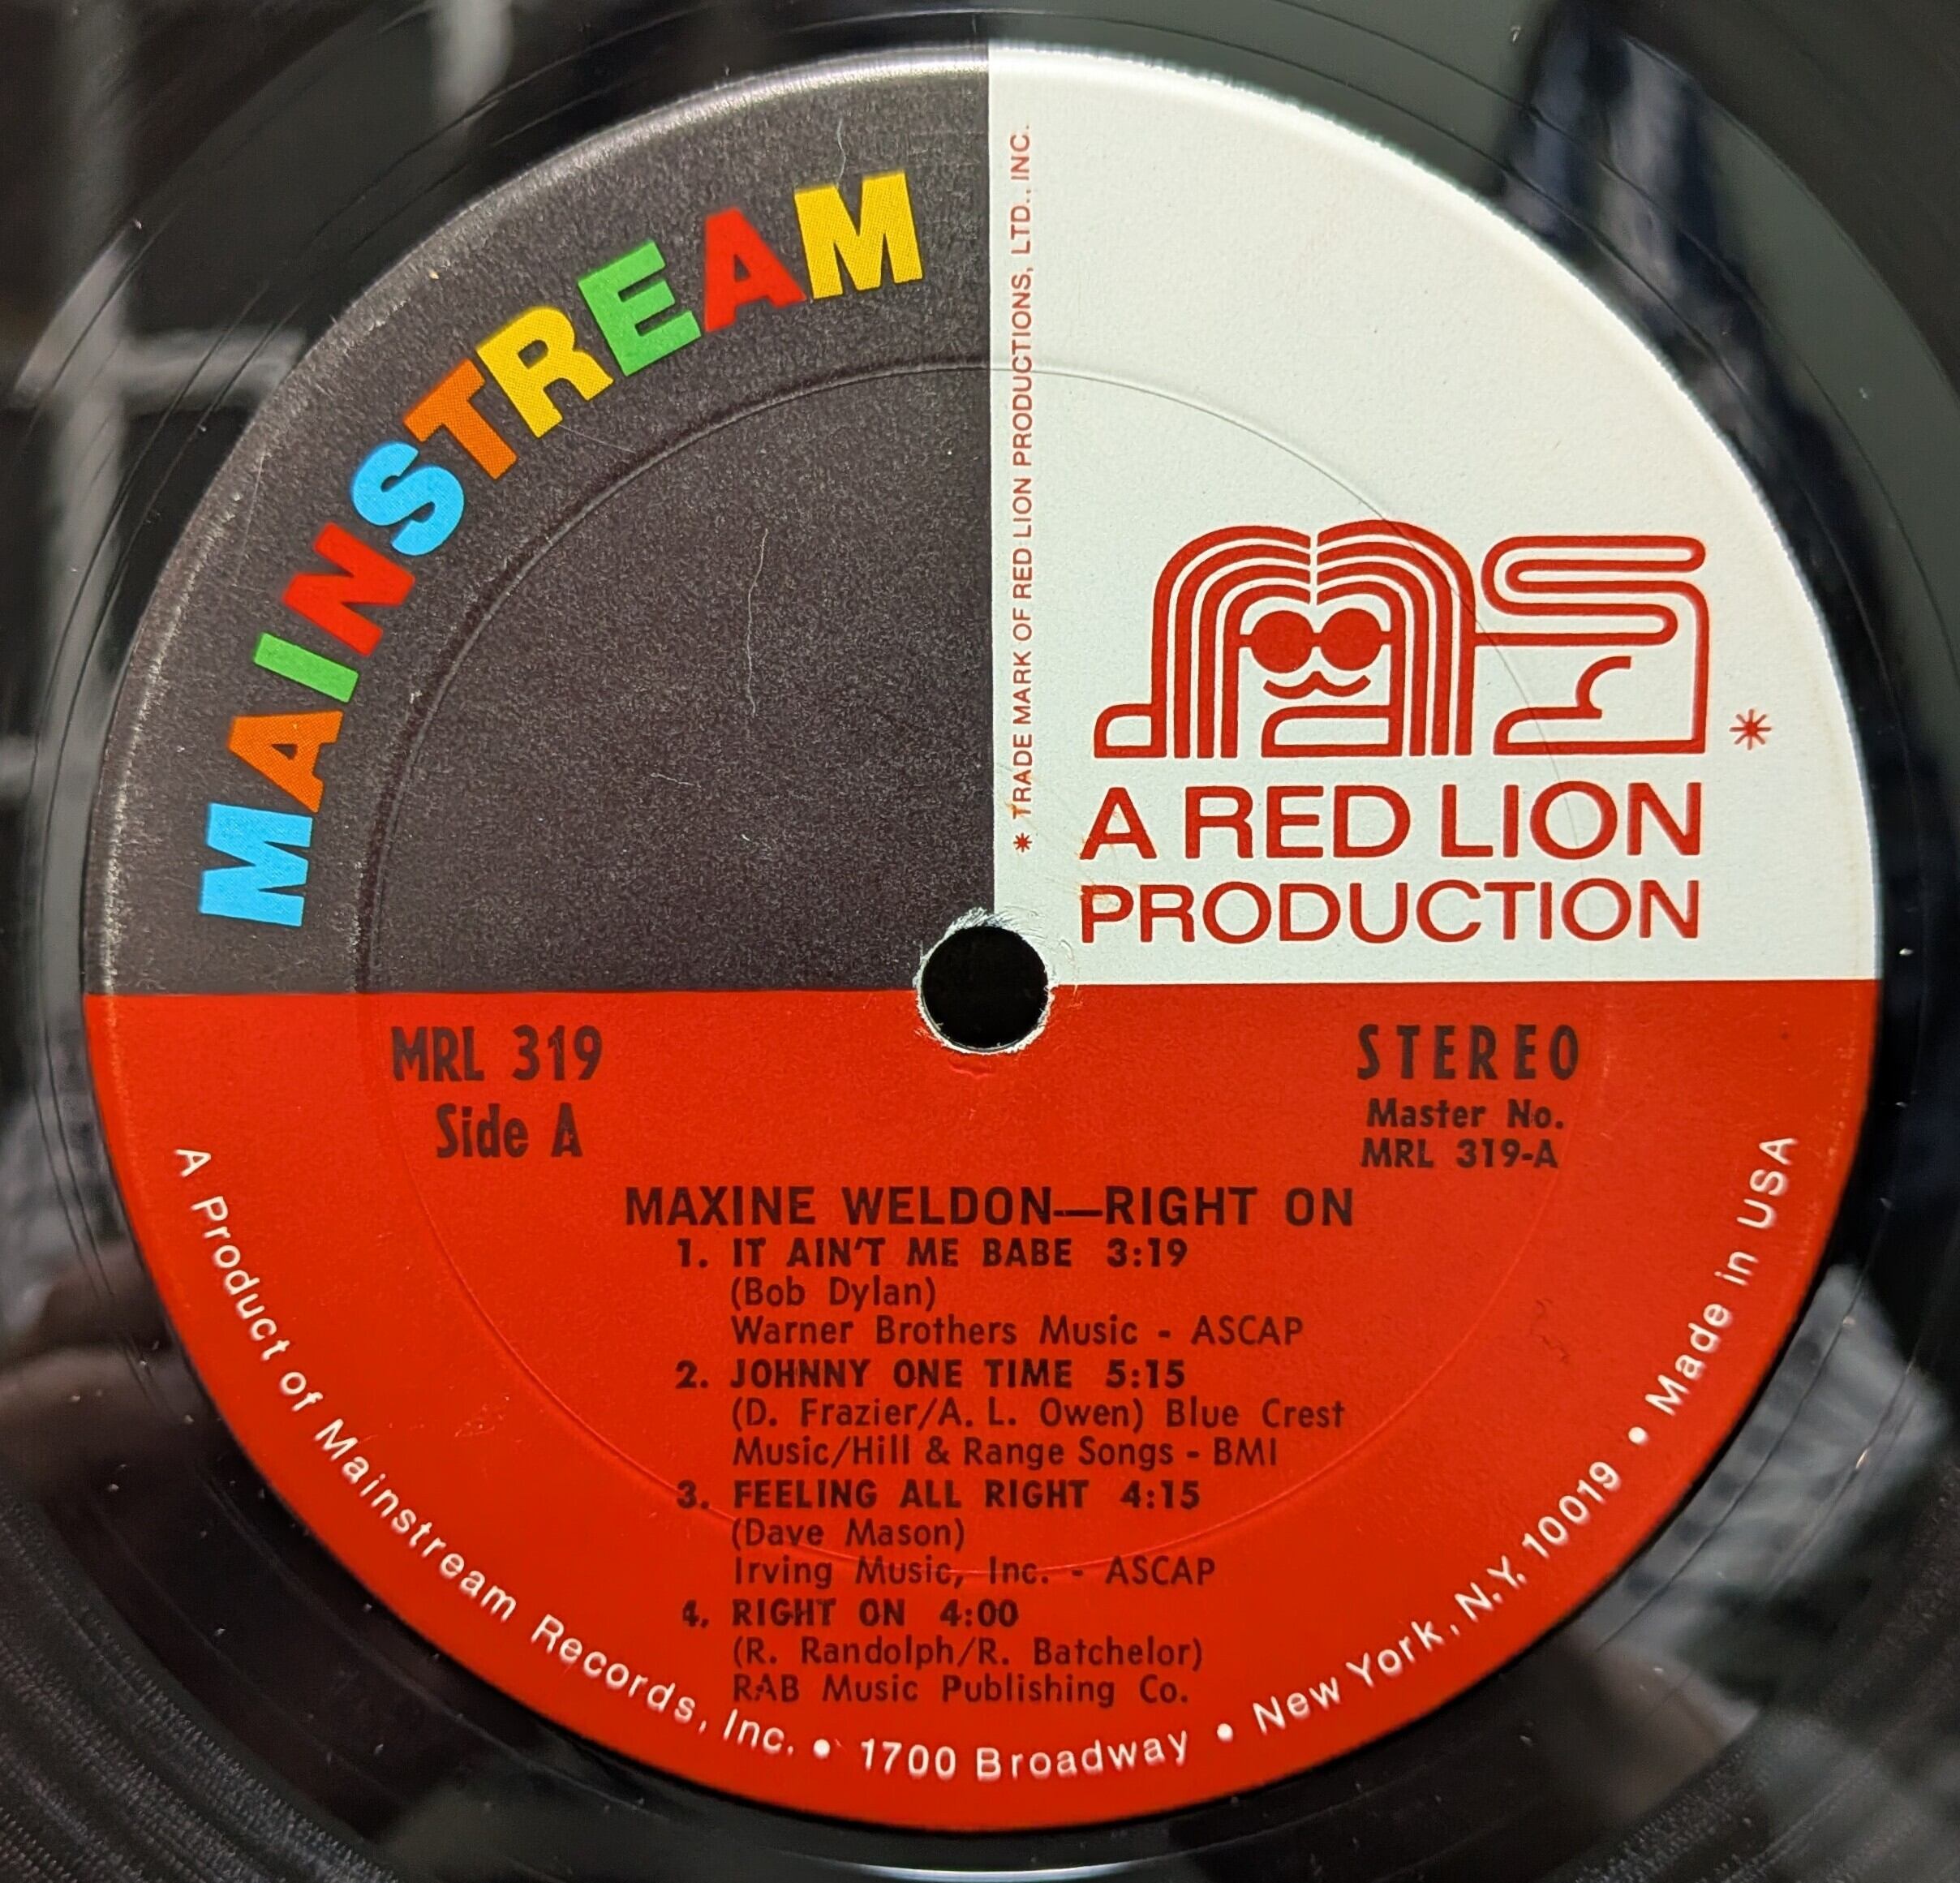 MAINSTREAM
* TRADE MARK OF RED LION PRODUCTIONS, LTD., INC.
*
A RED LION
PRODUCTION
MRL 319
Side A
STEREO
Master No.
MRL 319-A
MAXINE WELDON—RIGHT ON
1. IT AIN'T ME BABE 3:19
(Bob Dylan)
Warner Brothers Music - ASCAP
2. JOHNNY ONE TIME 5:15
(D. Frazier/A. L. Owen) Blue Crest
Music/Hill & Range Songs - BMI
3. FEELING ALL RIGHT 4:15
(Dave Mason)
Irving Music, Inc. - ASCAP
4. RIGHT ON 4:00
(R. Randolph/R. Batchelor)
RAB Music Publishing Co.
A Product of Mainstream Records, Inc. • 1700 Broadway • New York, N.Y. 10019 • Made in USA